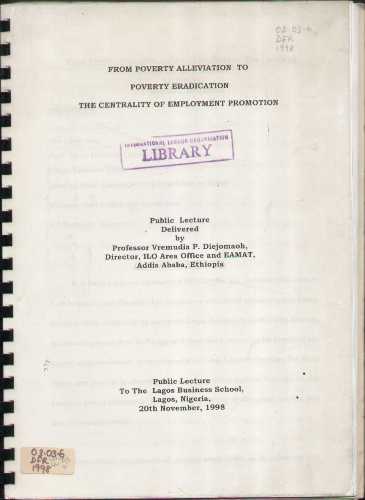 02.03-6
DFR
1998
FROM POVERTY ALLEVIATION TO
POVERTY ERADICATION
THE CENTRALITY OF EMPLOYMENT PROMOTION
INTERNATIONAL LABOUR ORGANISATION
LIBRARY
Public Lecture
Delivered
by
Professor Vremudia P. Diejomaoh,
Director, ILO Area Office and EAMAT,
Addis Ababa, Ethiopia
Public Lecture
To The Lagos Business School,
Lagos, Nigeria,
20th November, 1998
02.03-6
DFR
1998